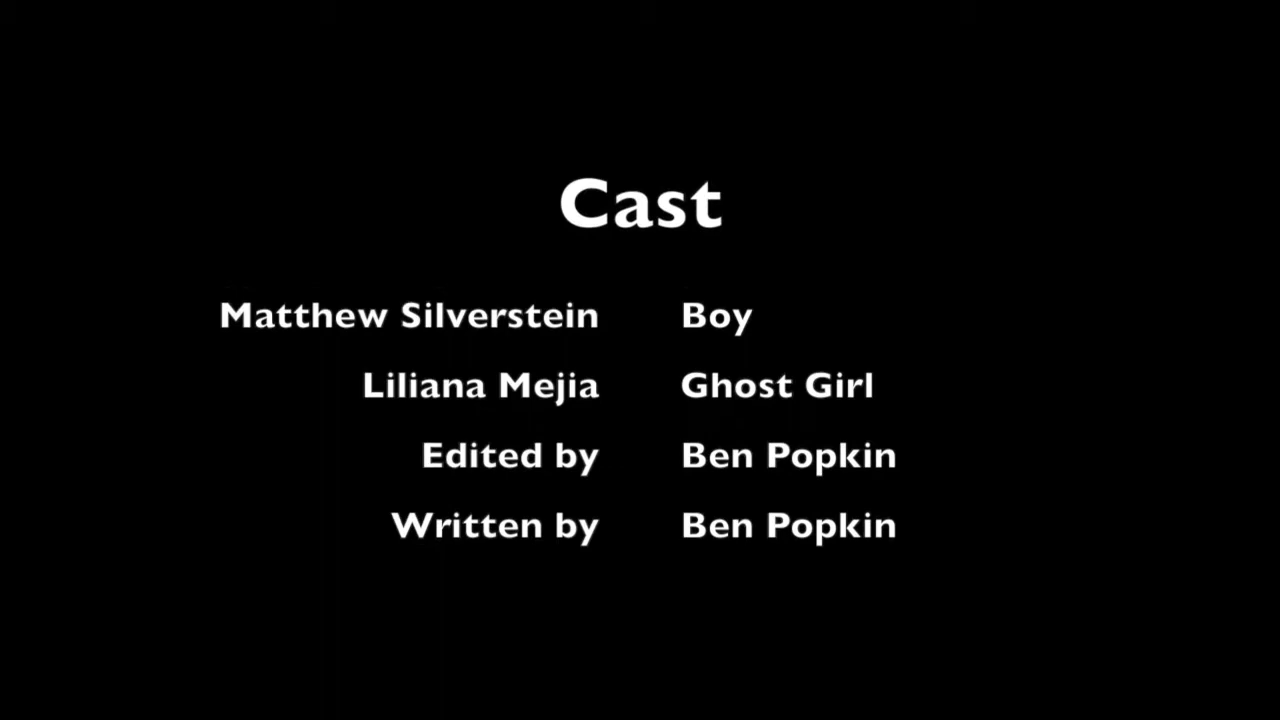 Cast
Matthew Silverstein Boy
Liliana Mejia Ghost Girl
Edited by Ben Popkin
Written by Ben Popkin